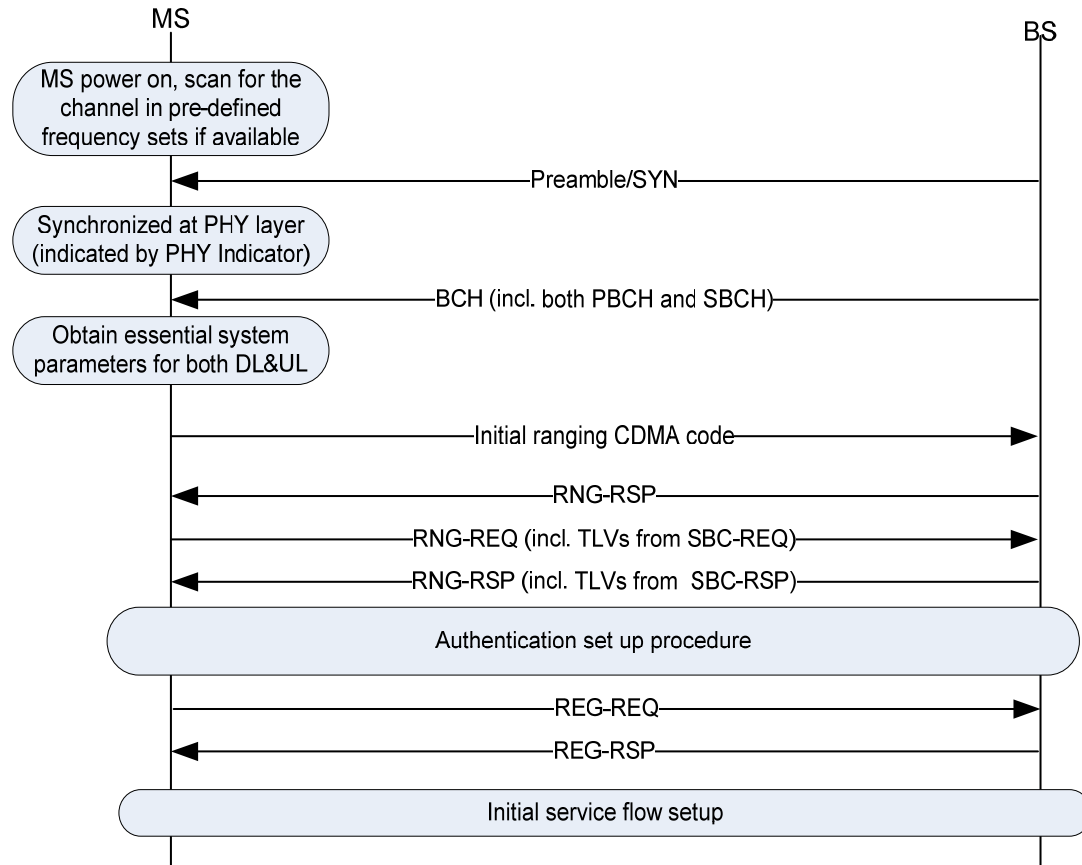 MS
BS
MS power on, scan for the
channel in pre-defined
frequency sets if available
Preamble/SYN
Synchronized at PHY layer
(indicated by PHY Indicator)
BCH (incl. both PBCH and SBCH)
Obtain essential system
parameters for both DL&UL
Initial ranging CDMA code
RNG-RSP
RNG-REQ (incl. TLVs from SBC-REQ)
RNG-RSP (incl. TLVs from SBC-RSP)
Authentication set up procedure
REG-REQ
REG-RSP
Initial service flow setup